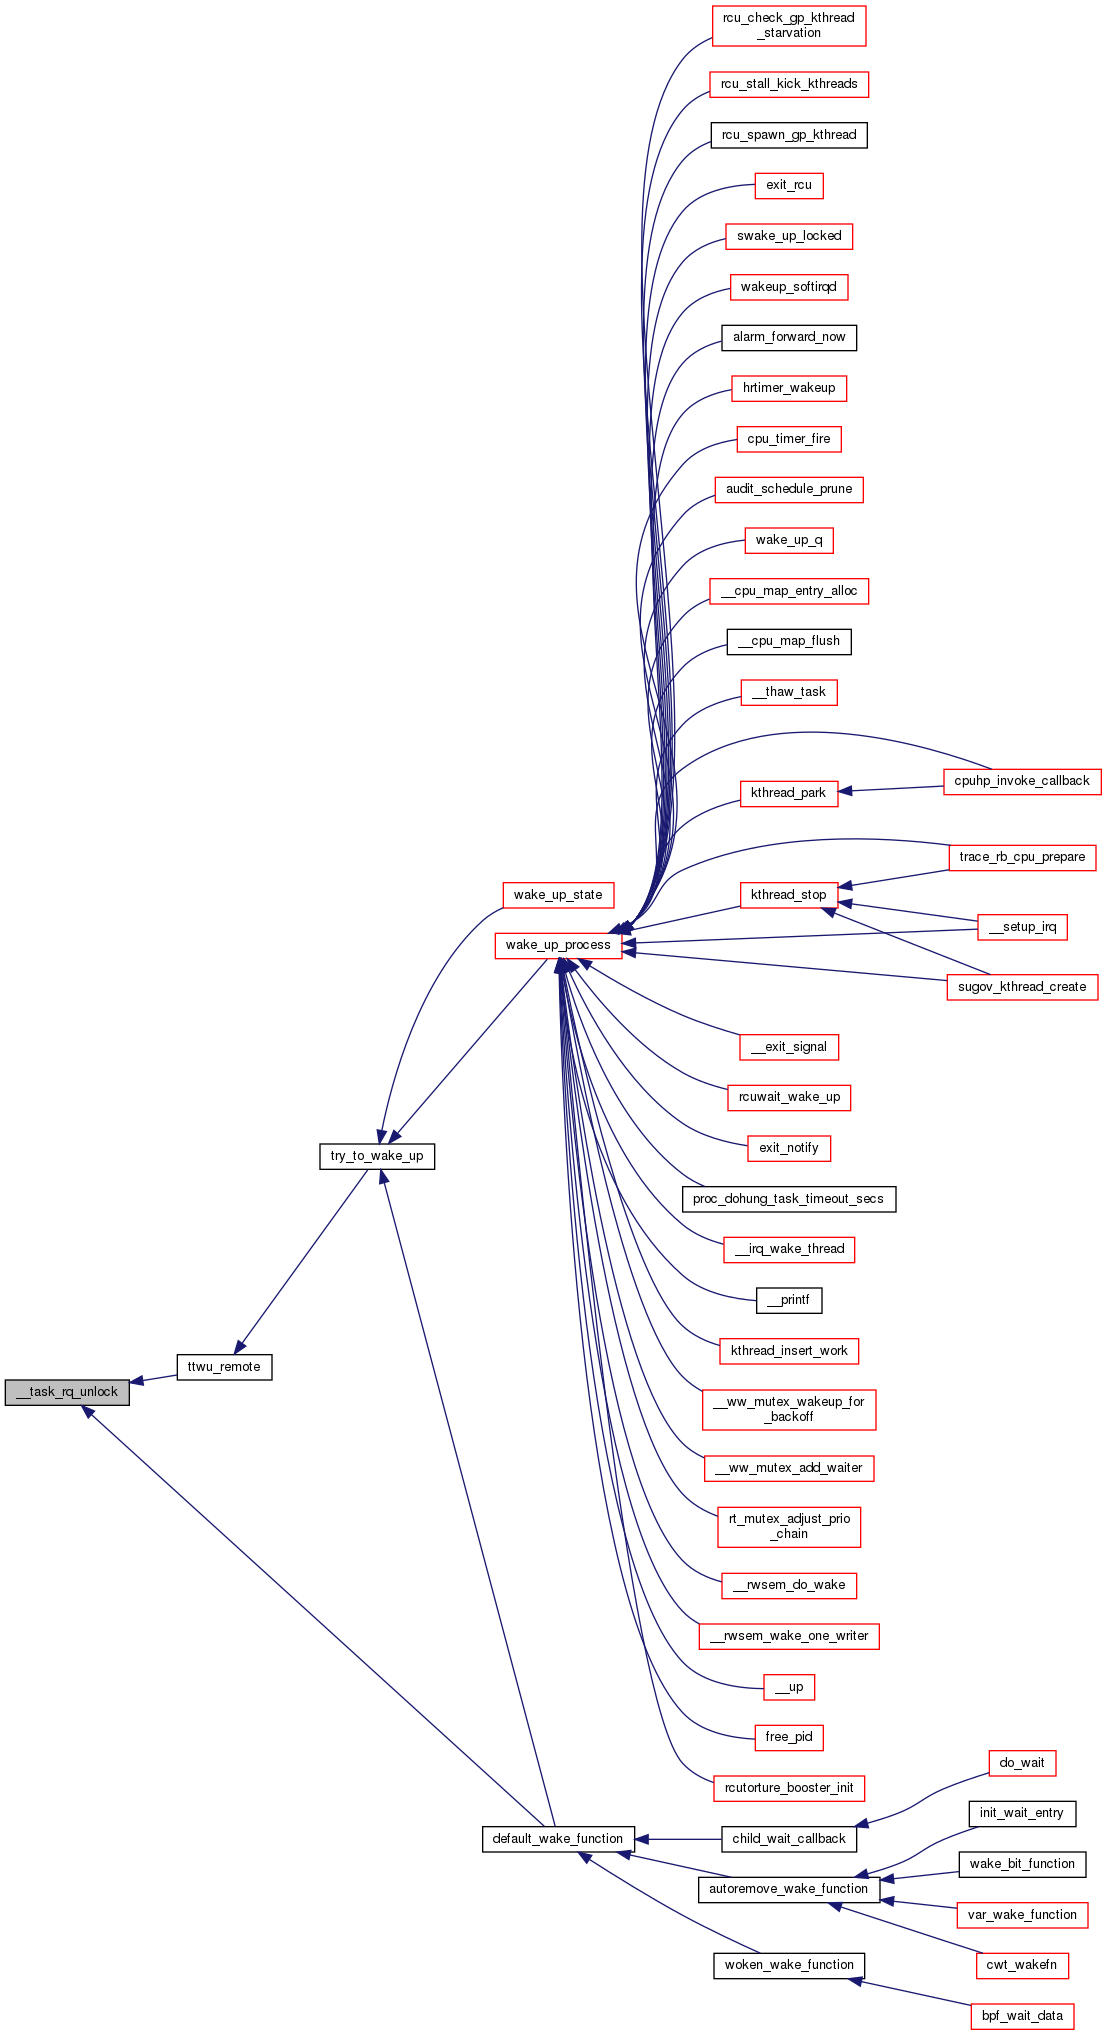 rcu_check_gp_kthread
_starvation
rcu_stall_kick_kthreads
rcu_spawn_gp_kthread
exit_rcu
swake_up_locked
wakeup_softirqd
alarm_forward_now
hrtimer_wakeup
cpu_timer_fire
audit_schedule_prune
wake_up_q
__cpu_map_entry_alloc
__cpu_map_flush
__thaw_task
cpuhp_invoke_callback
kthread_park
trace_rb_cpu_prepare
wake_up_state
kthread_stop
__setup_irq
wake_up_process
sugov_kthread_create
__exit_signal
rcuwait_wake_up
exit_notify
try_to_wake_up
proc_dohung_task_timeout_secs
__irq_wake_thread
__printf
kthread_insert_work
ttwu_remote
__task_rq_unlock
__ww_mutex_wakeup_for
_backoff
__ww_mutex_add_waiter
rt_mutex_adjust_prio
_chain
__rwsem_do_wake
__rwsem_wake_one_writer
__up
free_pid
do_wait
rcutorture_booster_init
init_wait_entry
default_wake_function
child_wait_callback
wake_bit_function
autoremove_wake_function
var_wake_function
woken_wake_function
cwt_wakefn
bpf_wait_data